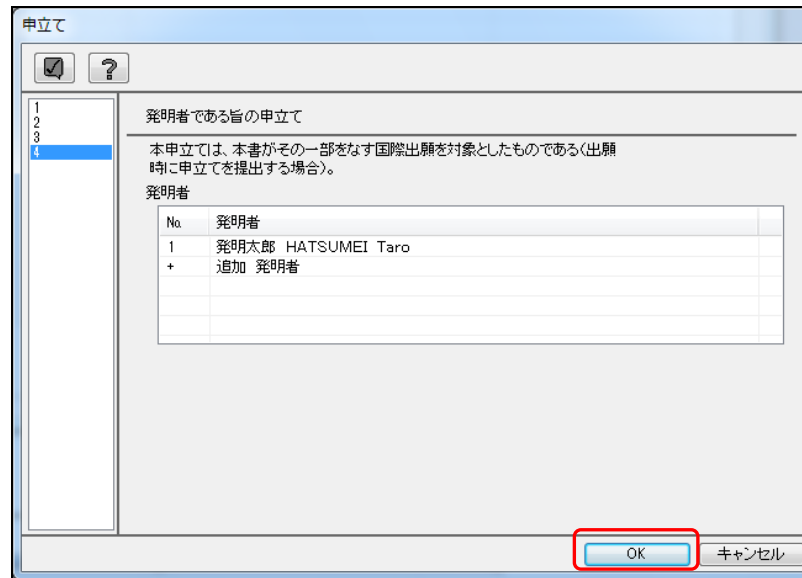 申立て
?
1
2
3
4
発明者である旨の申立て
本申立ては、本書がその一部をなす国際出願を対象としたものである(出願
時に申立てを提出する場合)。
発明者
No. 発明者
1 発明太郎 HATSUMEI Taro
+ 追加 発明者
OK キャンセル